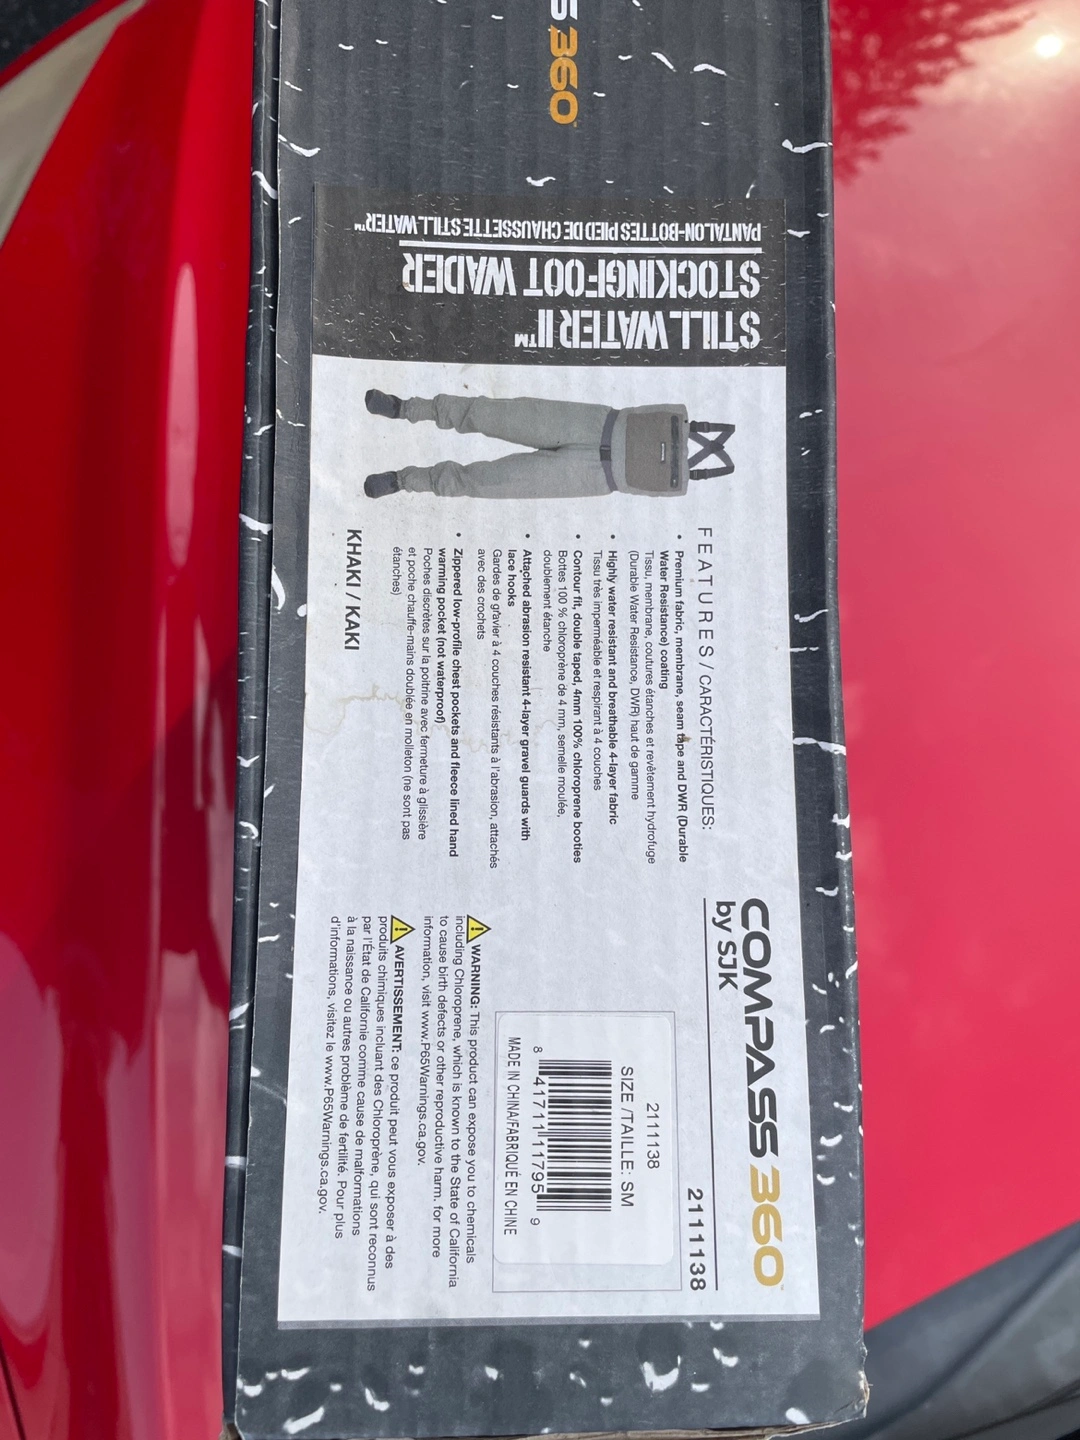 S 360
STILL WATER II™
STOCKINGFOOT WADER
PANTALON-BOTTES PIED DE CHAUSSETTE STILL WATER™
FEATURES / CARACTÉRISTIQUES:
• Premium fabric, membrane, seam tape and DWR (Durable
Water Resistance) coating
Tissu, membrane, coutures étanches et revêtement hydrofuge
(Durable Water Resistance, DWR) haut de gamme
• Highly water resistant and breathable 4-layer fabric
Tissu très imperméable et respirant à 4 couches
• Contour fit, double taped, 4mm 100% chloroprene booties
Bottes 100 % chloroprène de 4 mm, semelle moulée,
doublement étanche
• Attached abrasion resistant 4-layer gravel guards with
lace hooks
Gardes de gravier à 4 couches résistants à l'abrasion, attachés
avec des crochets
• Zippered low-profile chest pockets and fleece lined hand
warming pocket (not waterproof)
Poches discrètes sur la poitrine avec fermeture à glissière
et poche chauffe-mains doublée en molleton (ne sont pas
étanches)
KHAKI / KAKI
COMPASS 360™
by SJK
2111138
2111138
SIZE /TAILLE: SM
8 41711 11795 9
MADE IN CHINA/FABRIQUÉ EN CHINE
WARNING: This product can expose you to chemicals
including Chloroprene, which is known to the State of California
to cause birth defects or other reproductive harm. for more
information, visit www.P65Warnings.ca.gov.
AVERTISSEMENT: ce produit peut vous exposer à des
produits chimiques incluant des Chloroprène, qui sont reconnus
par l'État de Californie comme cause de malformations
à la naissance ou autres problème de fertilité. Pour plus
d'informations, visitez le www.P65Warnings.ca.gov.